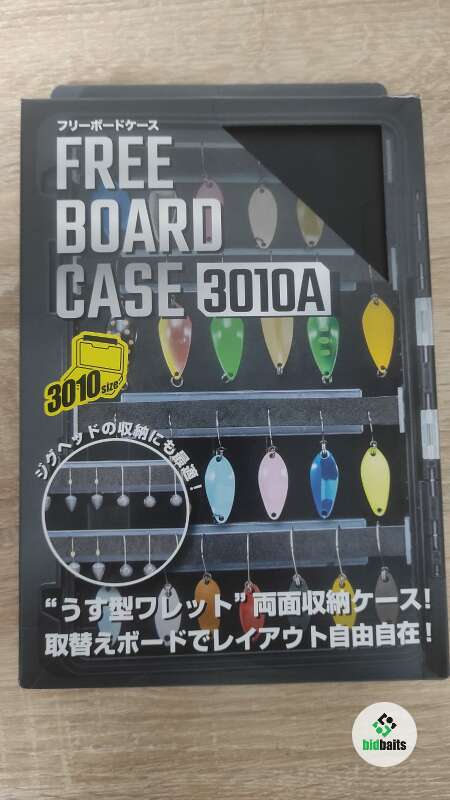 フリーボードケース
FREE
BOARD
CASE 3010A
3010 size
ジグヘッドの収納にも最適！
“うす型ワレット”両面収納ケース！
取替えボードでレイアウト自由自在！
bidbaits